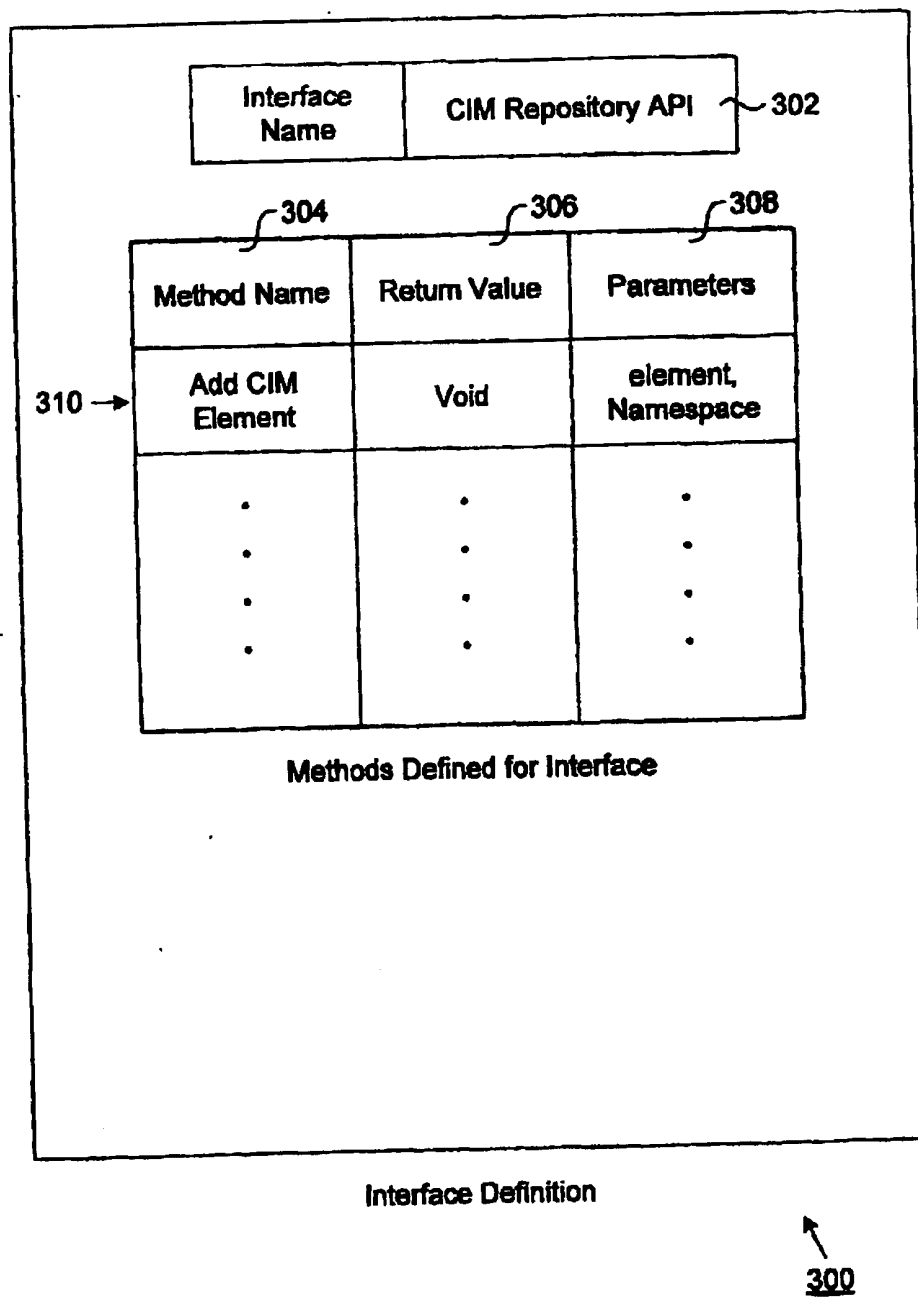 Interface
Name
CIM Repository API
302
304
306
308
Method Name
Return Value
Parameters
310
Add CIM
Element
Void
element,
Namespace
Methods Defined for Interface
Interface Definition
300